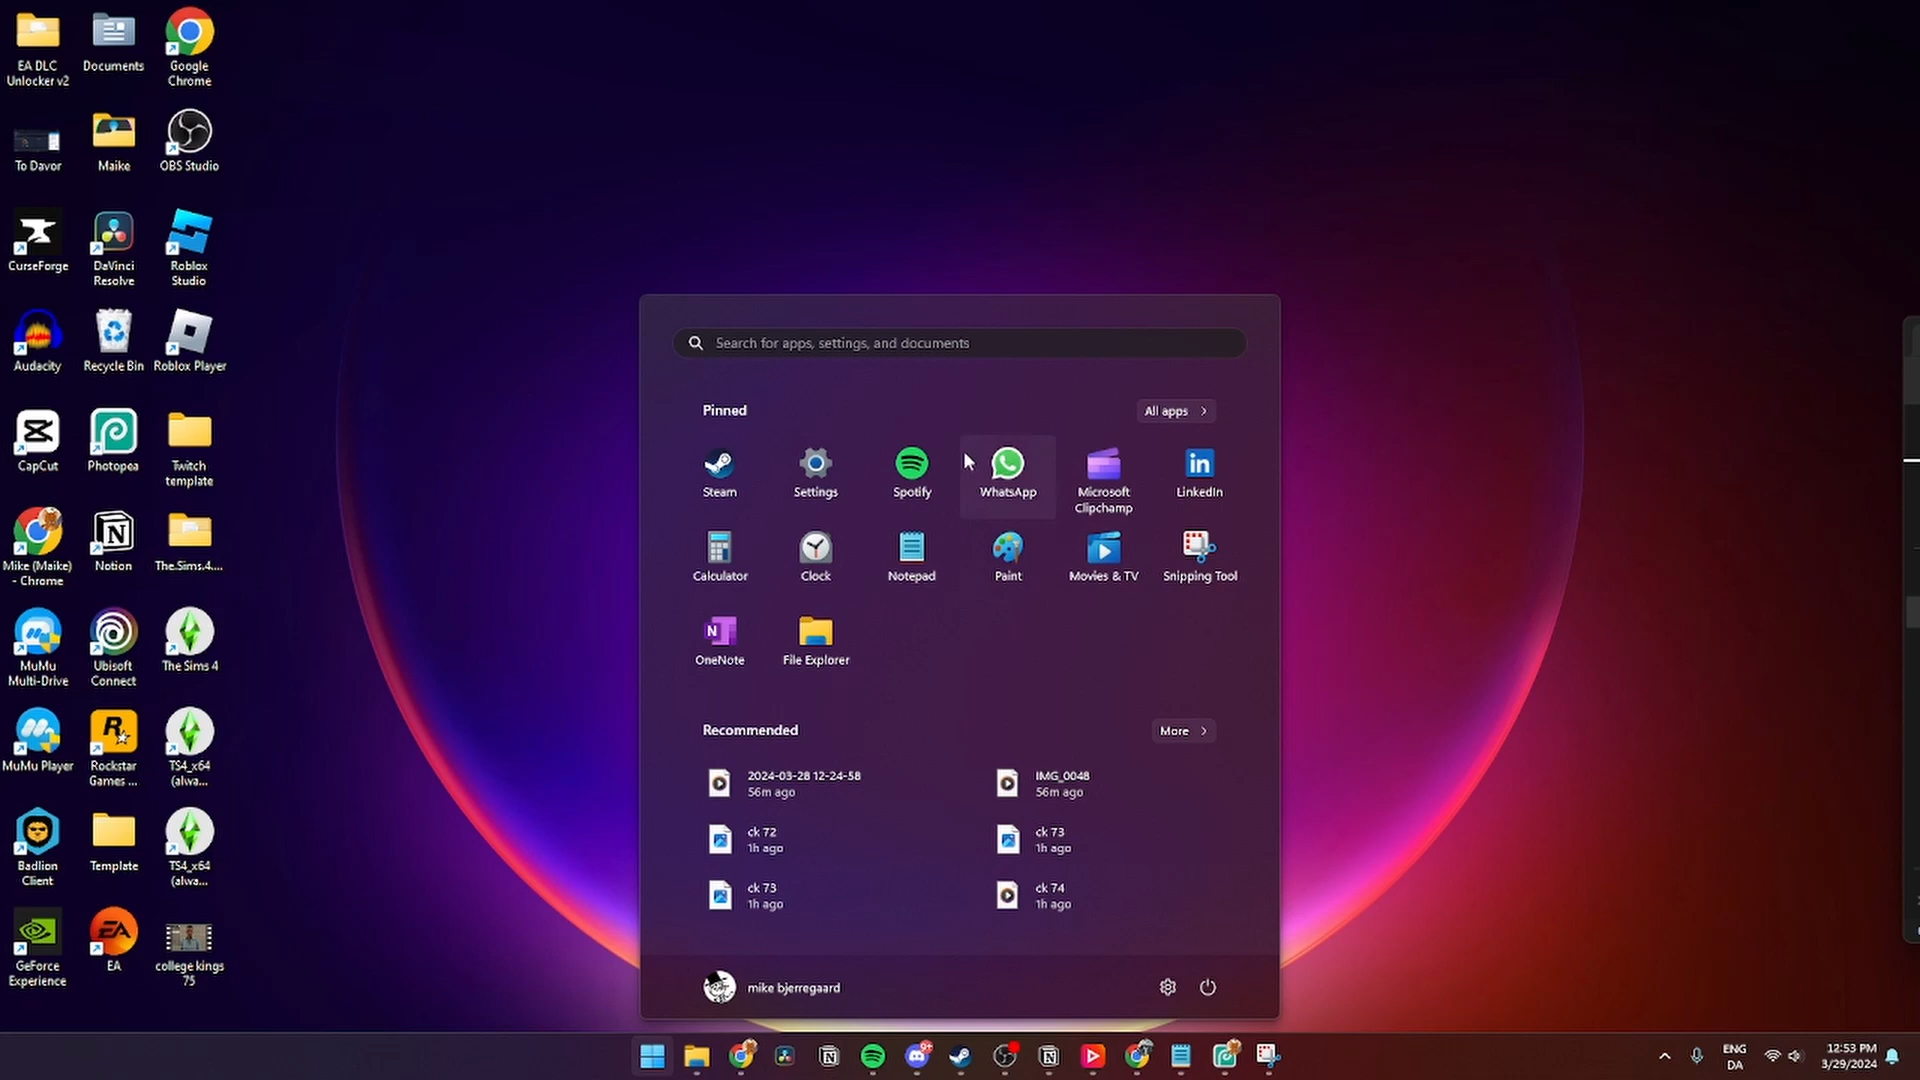 EA DLC
Unlocker v2
Documents
Google
Chrome
To Davor
Maike
OBS Studio
CurseForge
DaVinci
Resolve
Roblox
Studio
Audacity
Recycle Bin
Roblox Player
CapCut
Photopea
Twitch
template
Mike (Maike)
- Chrome
Notion
The.Sims.4....
MuMu
Multi-Drive
Ubisoft
Connect
The Sims 4
MuMu Player
Rockstar
Games ...
TS4_x64
(alwa...
Badlion
Client
Template
TS4_x64
(alwa...
GeForce
Experience
EA
EA
college kings
75
Search for apps, settings, and documents
Pinned
All apps
Steam
Settings
Spotify
WhatsApp
Microsoft
Clipchamp
LinkedIn
Calculator
Clock
Notepad
Paint
Movies & TV
Snipping Tool
OneNote
File Explorer
Recommended
More
2024-03-28 12-24-58
56m ago
IMG_0048
56m ago
ck 72
1h ago
ck 73
1h ago
ck 73
1h ago
ck 74
1h ago
mike bjerregaard
9+
ENG
DA
12:53 PM
3/29/2024